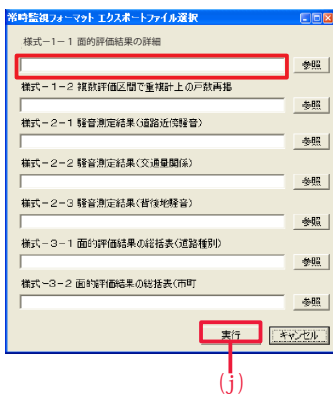 常時監視フォーマット エクスポートファイル選択
様式-1-1 面的評価結果の詳細
参照
様式-1-2 複数評価区間で重複計上の戸数再掲
参照
様式-2-1 騒音測定結果(道路近傍騒音)
参照
様式-2-2 騒音測定結果(交通量関係)
参照
様式-2-3 騒音測定結果(背後地騒音)
参照
様式-3-1 面的評価結果の総括表(道路種別)
参照
様式-3-2 面的評価結果の総括表(市町
参照
実行 キャンセル
(j)